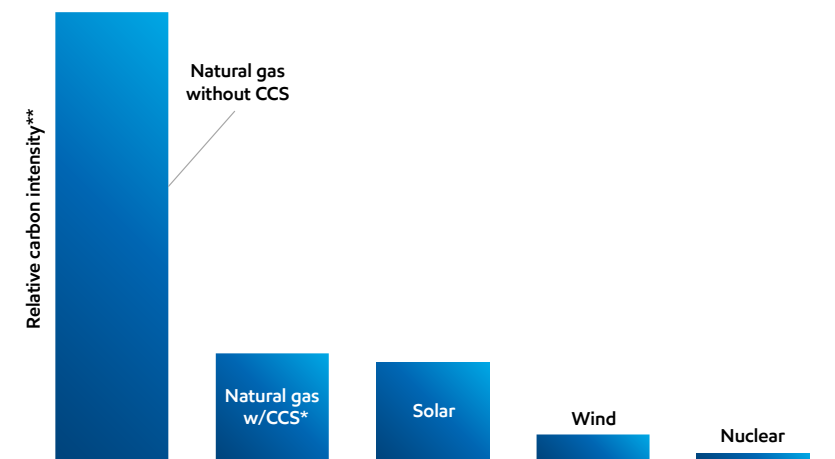 Relative carbon intensity**
Natural gas
without CCS
Natural gas
w/CCS*
Solar
Wind
Nuclear